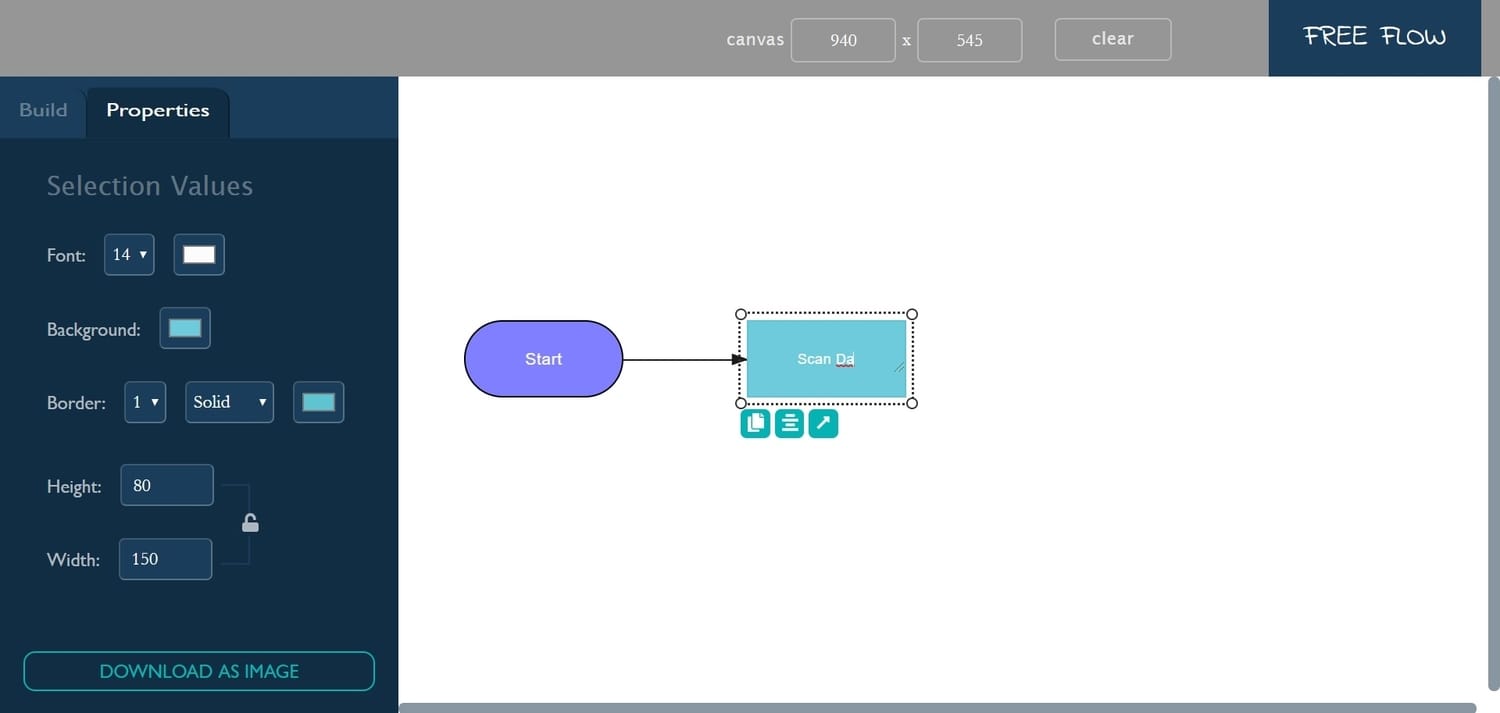 canvas 940 x 545 clear FREE FLOW
Build Properties
Selection Values
Font: 14
Background:
Border: 1 Solid
Height: 80
Width: 150
DOWNLOAD AS IMAGE
Start
Scan Da